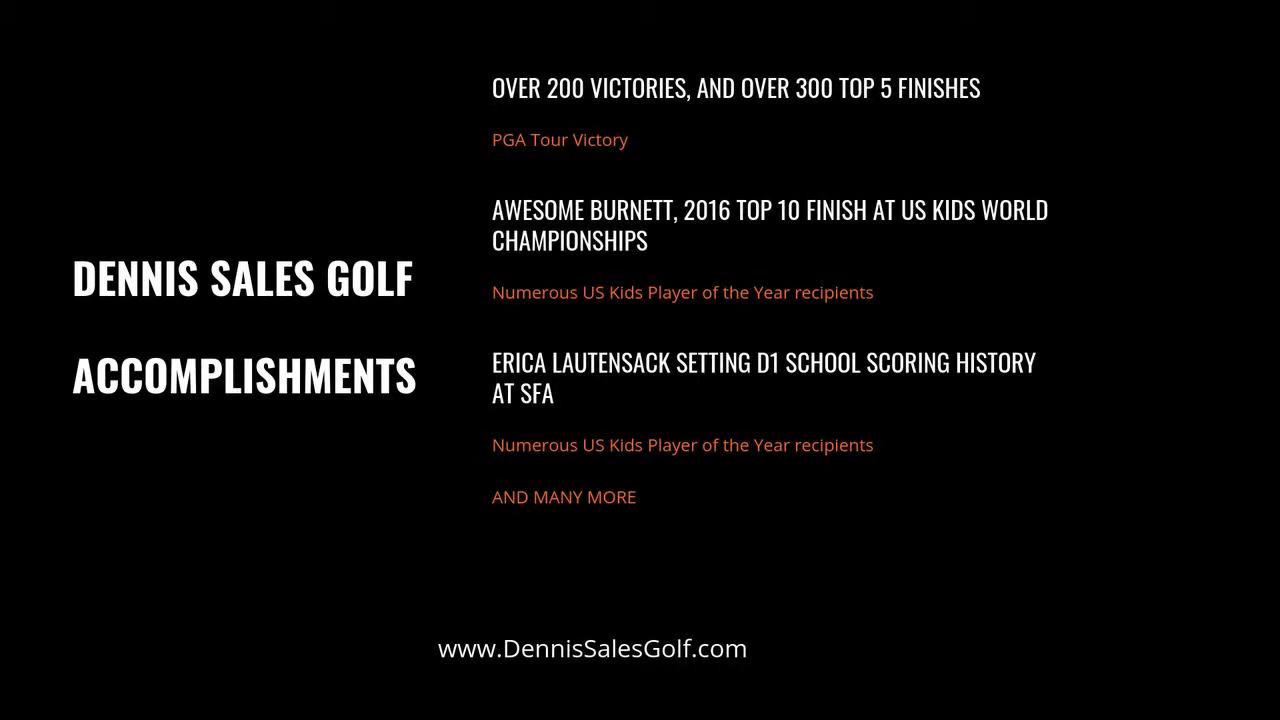 DENNIS SALES GOLF
ACCOMPLISHMENTS
OVER 200 VICTORIES, AND OVER 300 TOP 5 FINISHES
PGA Tour Victory
AWESOME BURNETT, 2016 TOP 10 FINISH AT US KIDS WORLD
CHAMPIONSHIPS
Numerous US Kids Player of the Year recipients
ERICA LAUTENSACK SETTING D1 SCHOOL SCORING HISTORY
AT SFA
Numerous US Kids Player of the Year recipients
AND MANY MORE
www.DennisSalesGolf.com